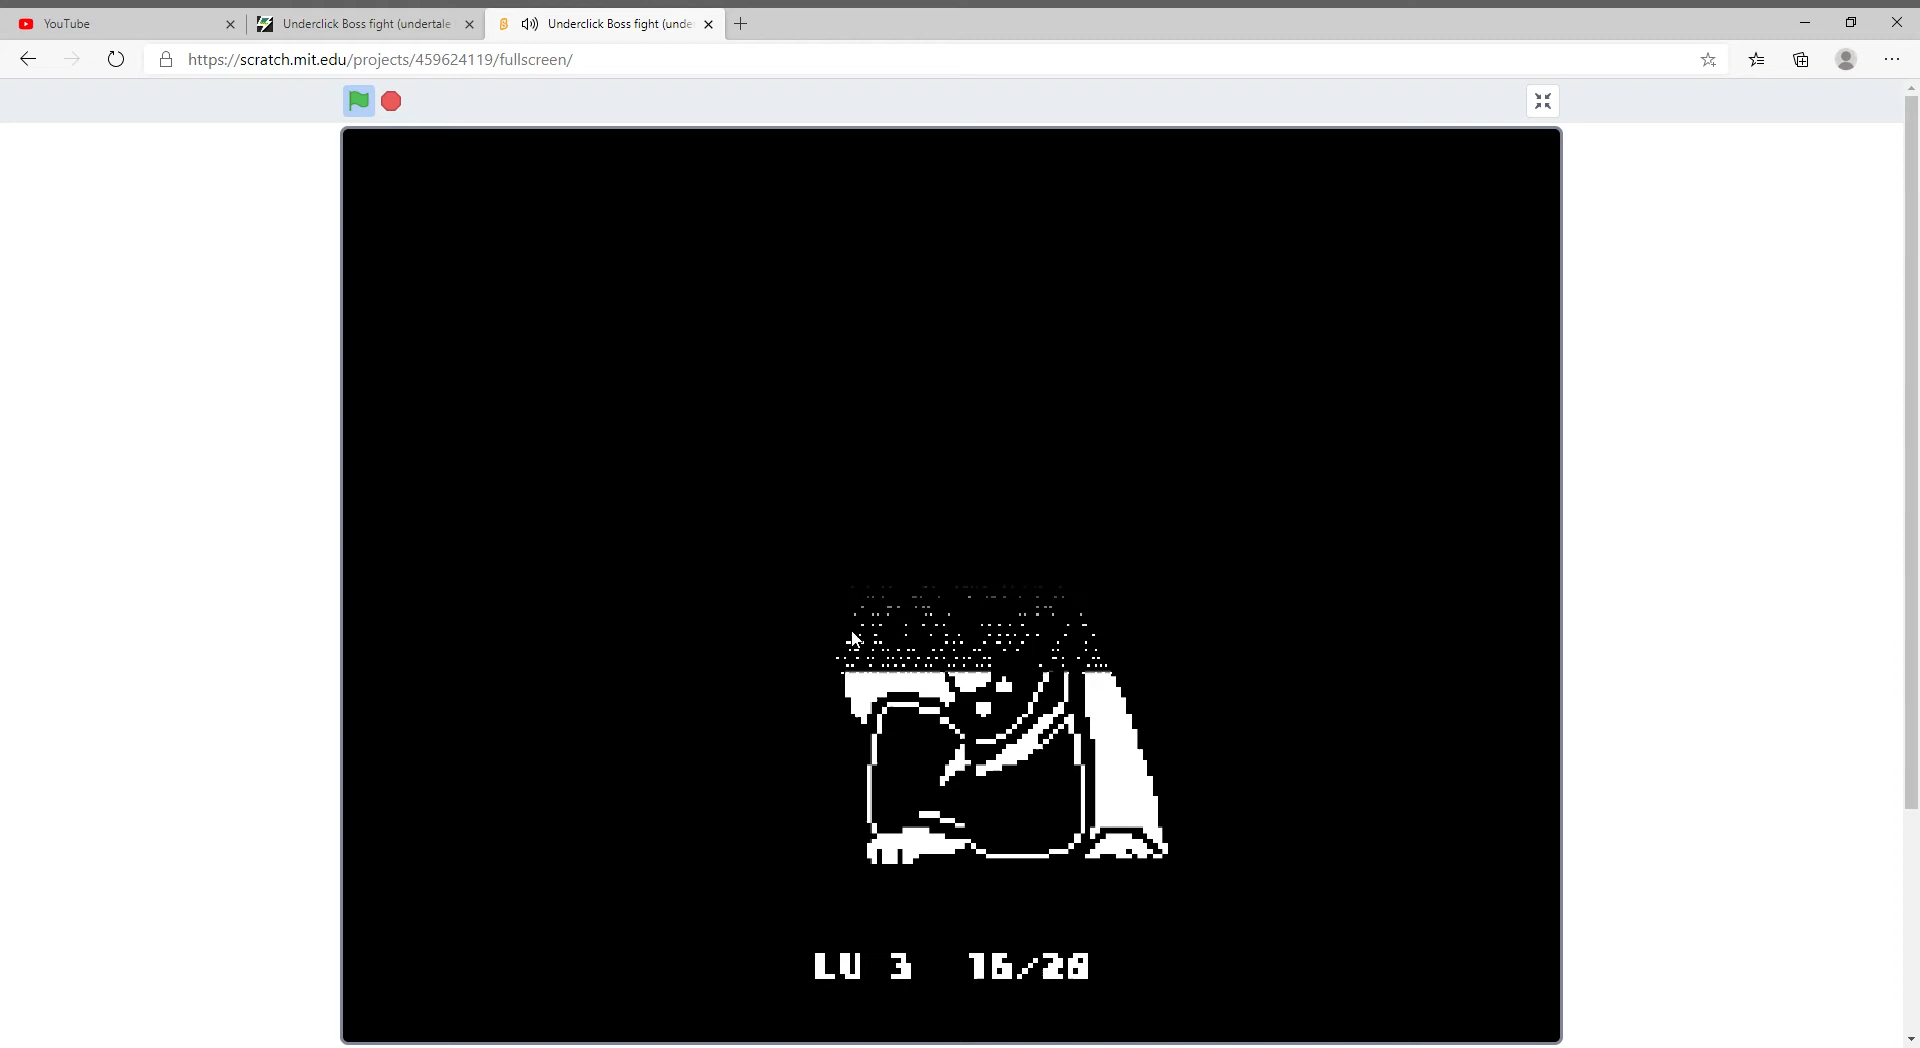 YouTube
Underclick Boss fight (undertale
Underclick Boss fight (unde
https://scratch.mit.edu/projects/459624119/fullscreen/
LV 3 16/28